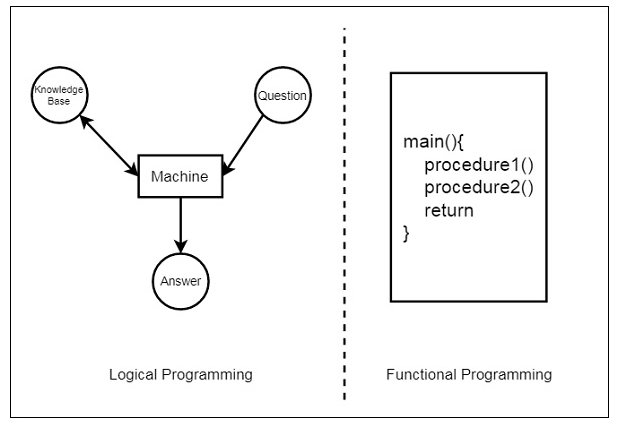 Knowledge
Base
Question
Machine
Answer
Logical Programming
main(){
procedure1()
procedure2()
return
}
Functional Programming